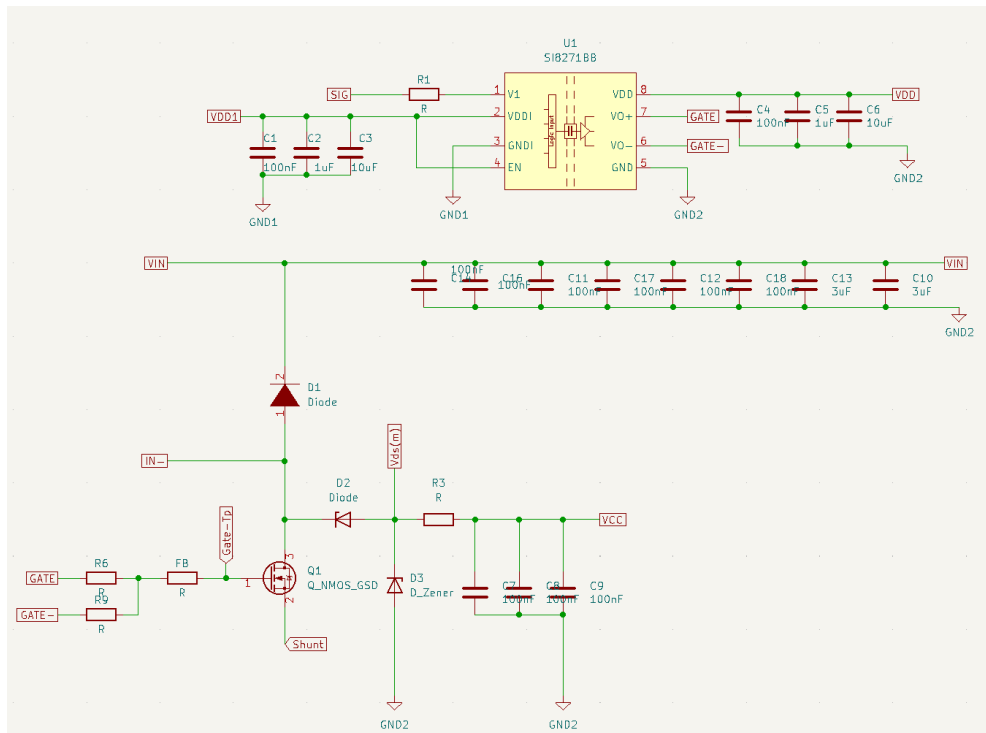 U1
SI8271BB
SIG
R1
R
1
V1
VDD
8
VDD
VDD1
2
VDDI
VO+
7
GATE
C4
100nF
C5
1uF
C6
10uF
C1
100nF
C2
1uF
C3
10uF
3
GNDI
VO-
6
GATE-
4
EN
GND
5
Logic Input
GND2
GND1
GND1
GND2
VIN
VIN
100nF
C14
C16
100nF
C11
100nF
C17
100nF
C12
100nF
C18
100nF
C13
3uF
C10
3uF
GND2
2
D1
Diode
1
IN-
Vds(m)
D2
Diode
R3
R
VCC
Gate-Tp
3
Q1
Q_NMOS_GSD
1
2
D3
D_Zener
C7
100nF
C8
100nF
C9
100nF
GATE
R6
R
FB
R
R9
R
GATE-
Shunt
GND2
GND2